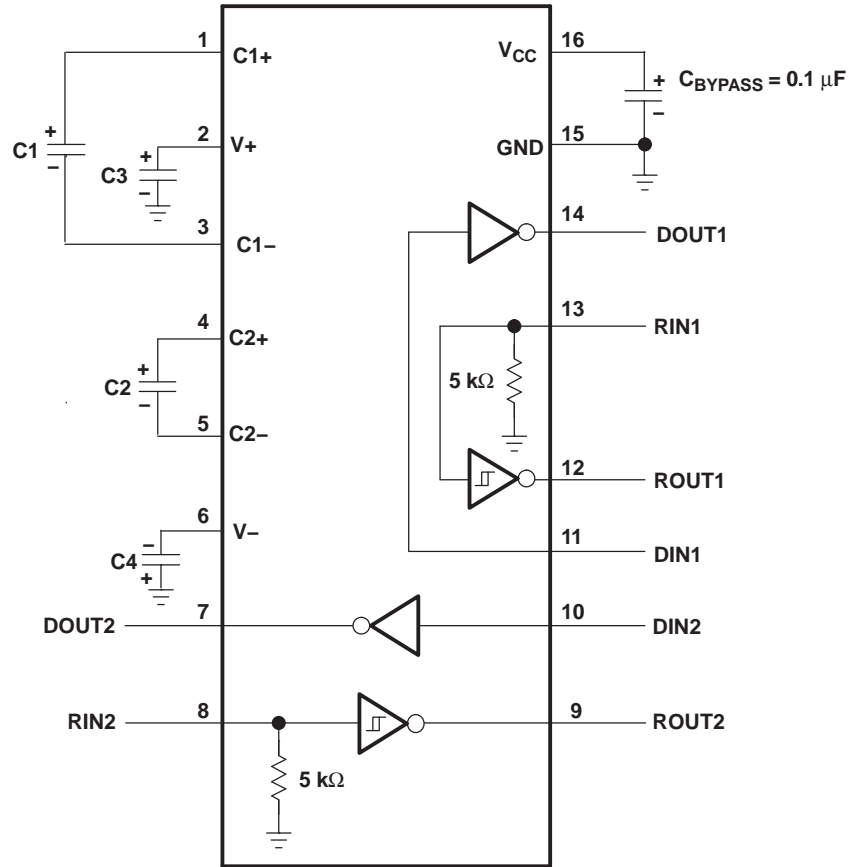 1
C1+
VCC
16
+
CBYPASS = 0.1 μF
−
+
C1
−
2
V+
+
C3
−
15
GND
3
C1−
14
DOUT1
13
RIN1
4
C2+
+
C2
−
5 kΩ
5
C2−
12
ROUT1
6
V−
−
C4
+
11
DIN1
7
DOUT2
10
DIN2
8
RIN2
9
ROUT2
5 kΩ